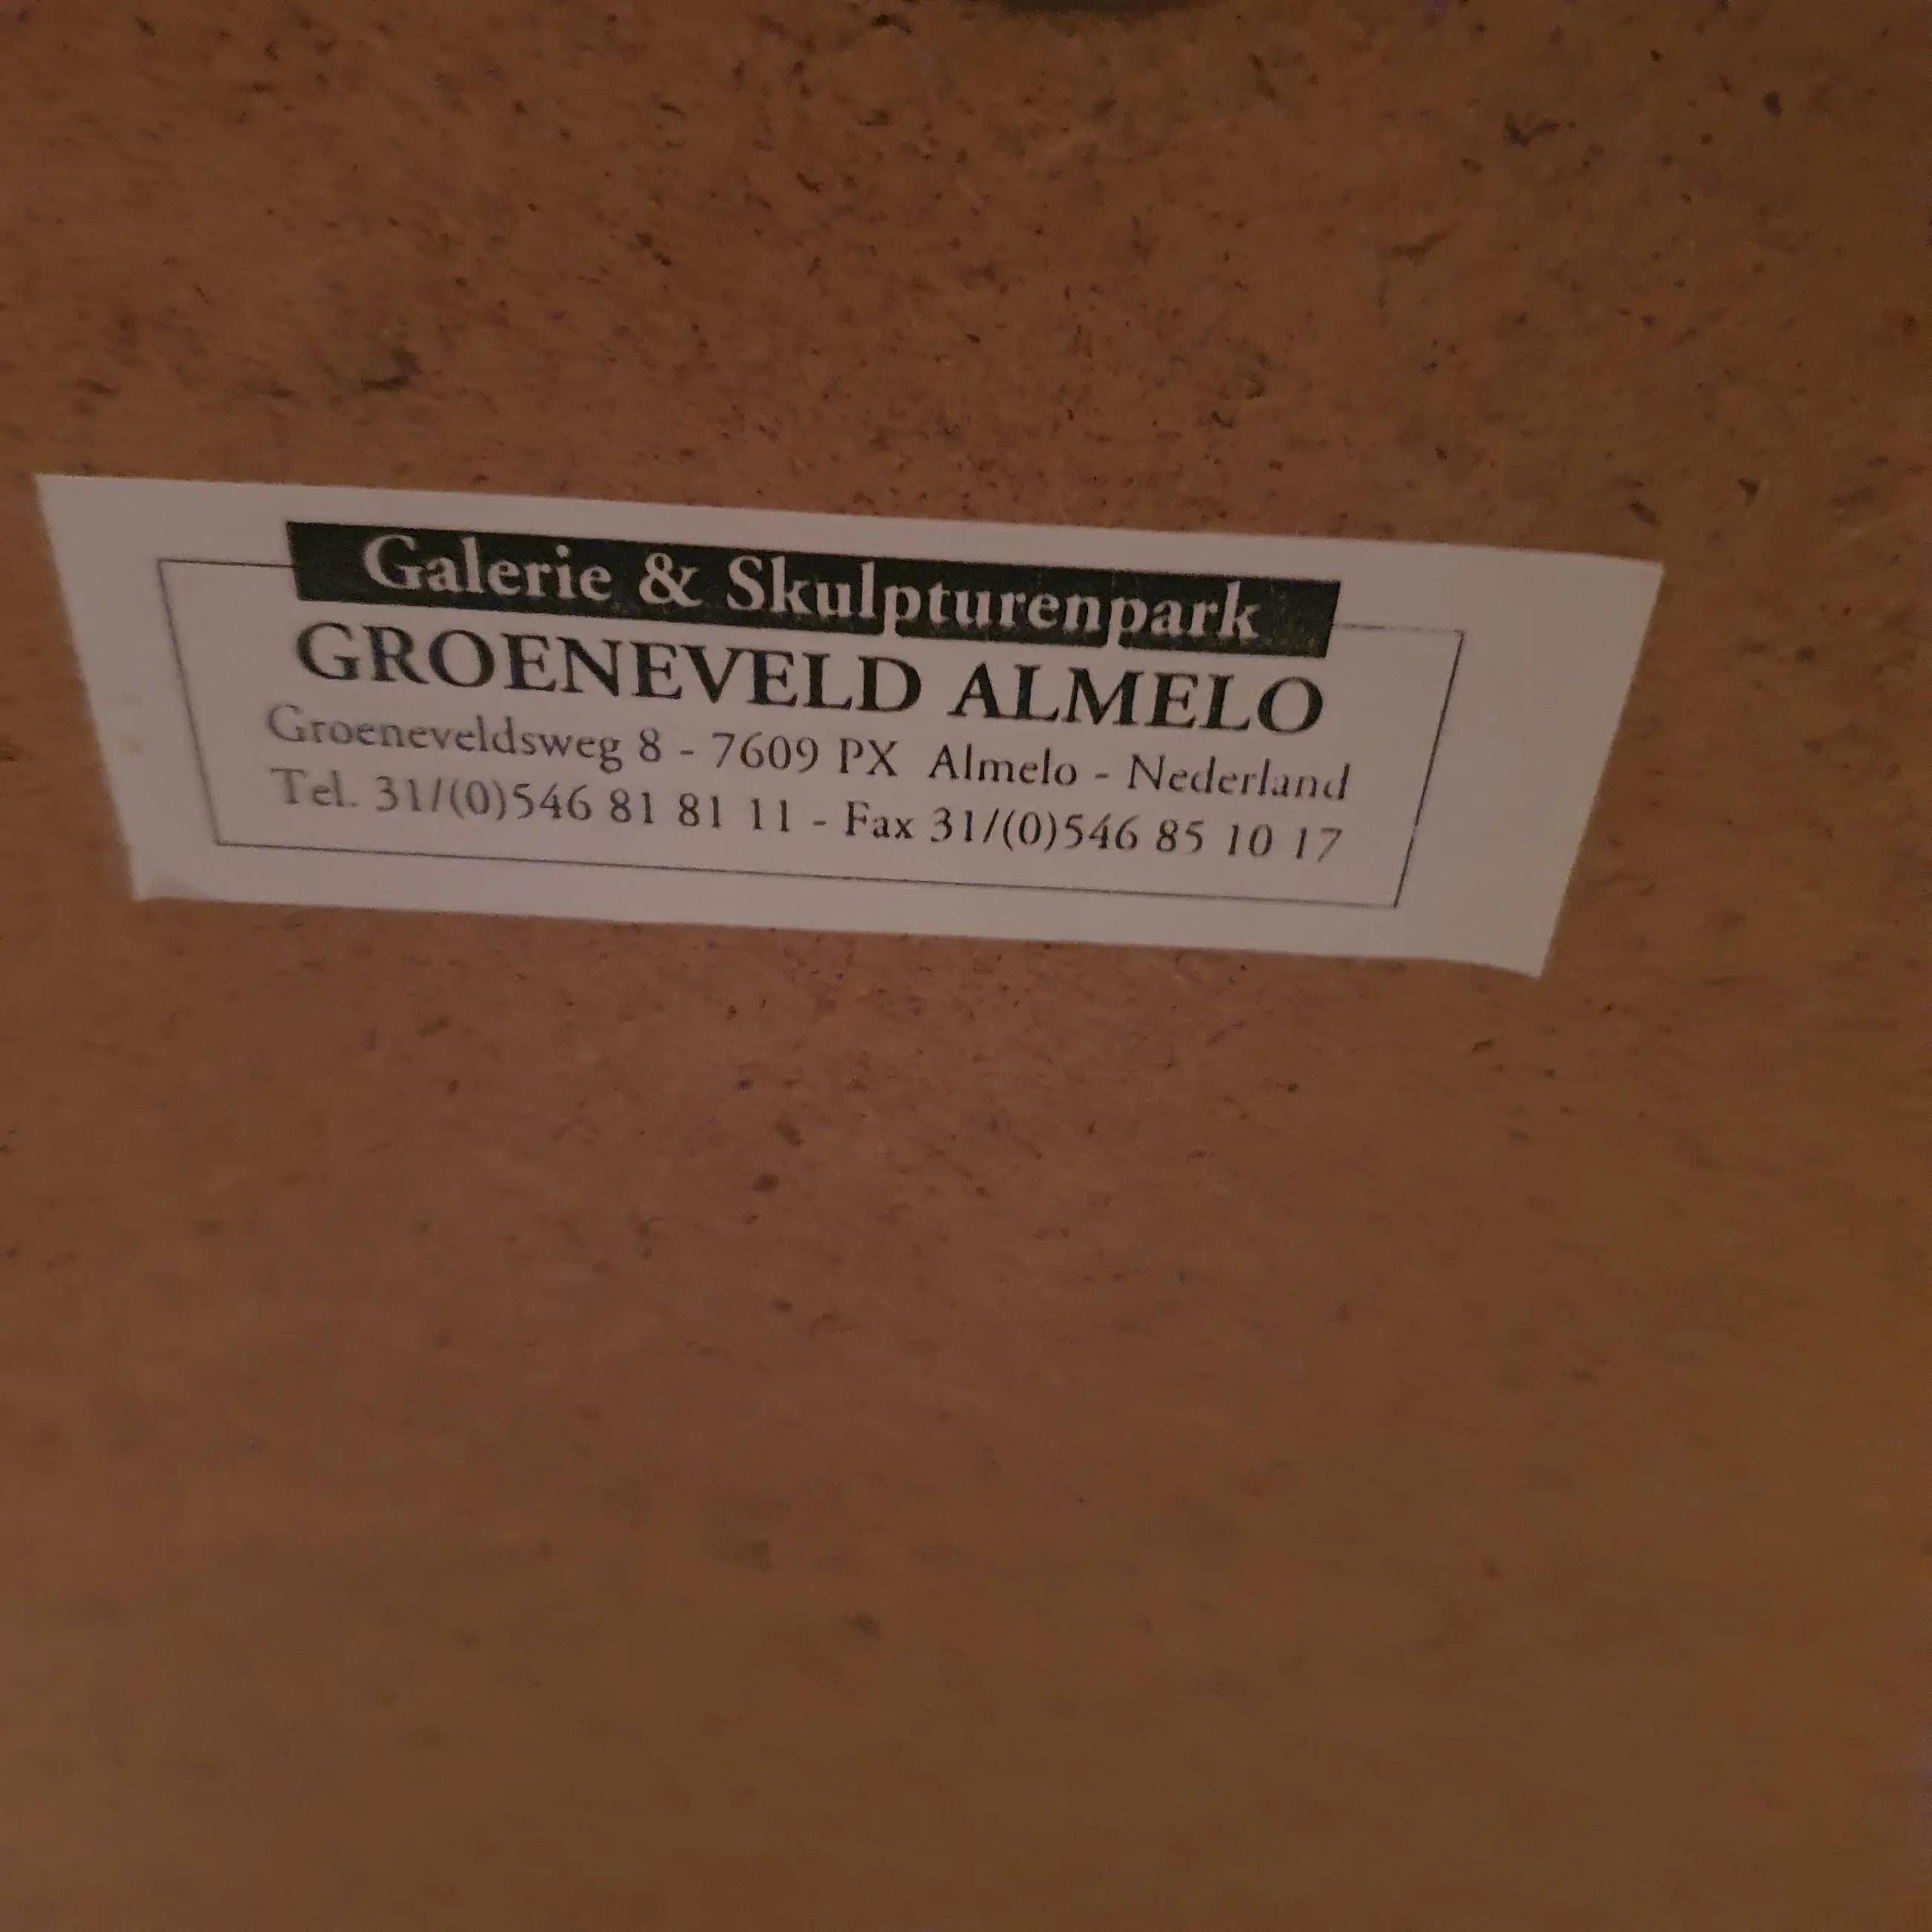 Galerie & Skulpturenpark
GROENEVELD ALMELO
Groeneveldsweg 8 - 7609 PX Almelo - Nederland
Tel. 31/(0)546 81 81 11 - Fax 31/(0)546 85 10 17